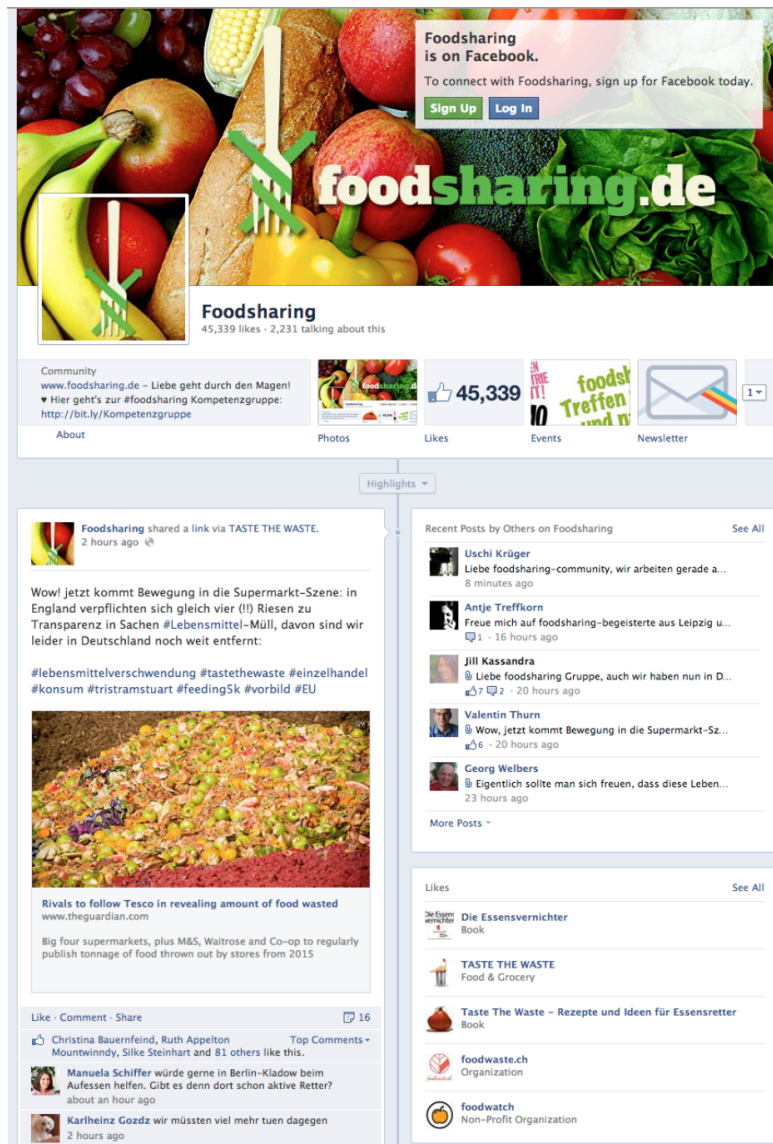 Foodsharing
is on Facebook.
To connect with Foodsharing, sign up for Facebook today.
Sign Up Log In
foodsharing.de
Foodsharing
45,339 likes · 2,231 talking about this
Community
www.foodsharing.de – Liebe geht durch den Magen!
♥ Hier geht's zur #foodsharing Kompetenzgruppe:
http://bit.ly/Kompetenzgruppe
About
foodsharing.de
Photos
45,339
Likes
foodsh
Treffen
und n
Events
Newsletter
1
Highlights
Foodsharing shared a link via TASTE THE WASTE.
2 hours ago
Wow! jetzt kommt Bewegung in die Supermarkt-Szene: in
England verpflichten sich gleich vier (!!) Riesen zu
Transparenz in Sachen #Lebensmittel-Müll, davon sind wir
leider in Deutschland noch weit entfernt:
#lebensmittelverschwendung #tastethewaste #einzelhandel
#konsum #tristramstuart #feeding5k #vorbild #EU
Rivals to follow Tesco in revealing amount of food wasted
www.theguardian.com
Big four supermarkets, plus M&S, Waitrose and Co-op to regularly
publish tonnage of food thrown out by stores from 2015
Like · Comment · Share 16
Christina Bauernfeind, Ruth Appelton Top Comments
Mountwinndy, Silke Steinhart and 81 others like this.
Manuela Schiffer würde gerne in Berlin-Kladow beim
Aufessen helfen. Gibt es denn dort schon aktive Retter?
about an hour ago
Karlheinz Gozdz wir müssten viel mehr tuen dagegen
2 hours ago
Recent Posts by Others on Foodsharing See All
Uschi Krüger
Liebe foodsharing-community, wir arbeiten gerade a...
8 minutes ago
Antje Treffkorn
Freue mich auf foodsharing-begeisterte aus Leipzig u...
1 · 16 hours ago
Jill Kassandra
Liebe foodsharing Gruppe, auch wir haben nun in D...
7 2 · 20 hours ago
Valentin Thurn
Wow, jetzt kommt Bewegung in die Supermarkt-Sz...
6 · 20 hours ago
Georg Welbers
Eigentlich sollte man sich freuen, dass diese Leben...
23 hours ago
More Posts
Likes See All
Die Essensvernichter
Book
TASTE THE WASTE
Food & Grocery
Taste The Waste – Rezepte und Ideen für Essensretter
Book
foodwaste.ch
Organization
foodwatch
Non-Profit Organization